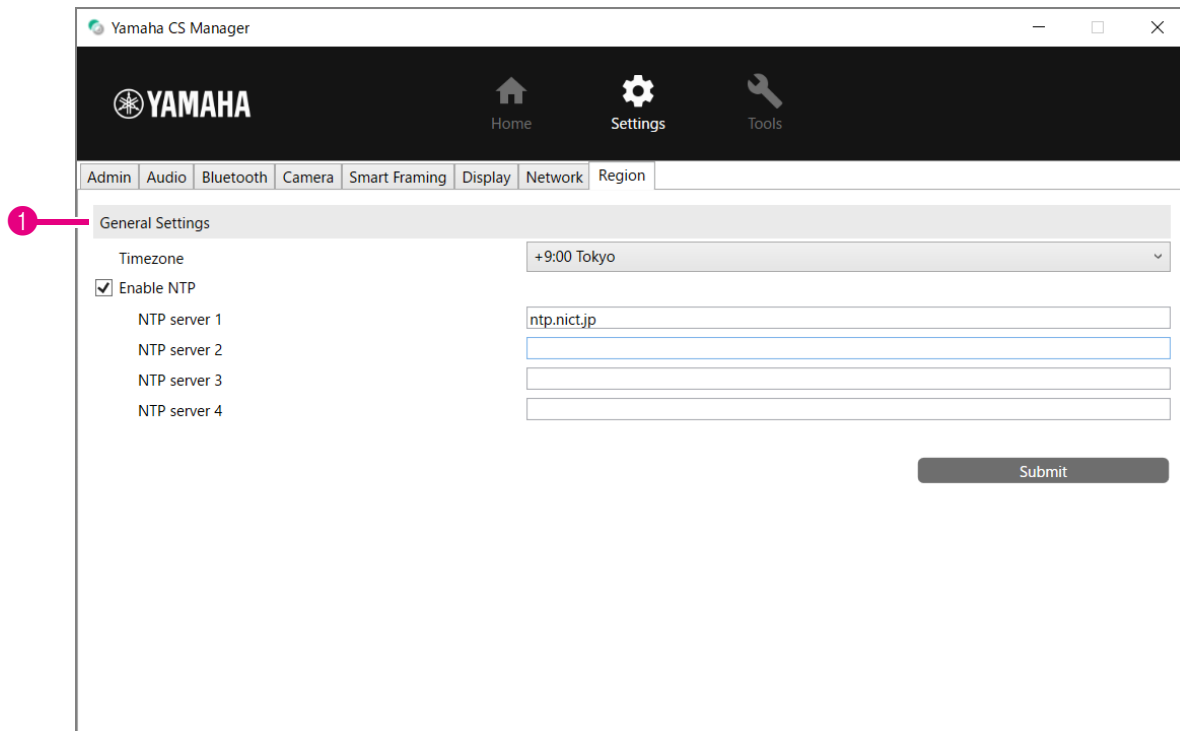 Yamaha CS Manager
YAMAHA
Home Settings Tools
Admin Audio Bluetooth Camera Smart Framing Display Network Region
1 General Settings
Timezone +9:00 Tokyo
Enable NTP
NTP server 1 ntp.nict.jp
NTP server 2
NTP server 3
NTP server 4
Submit